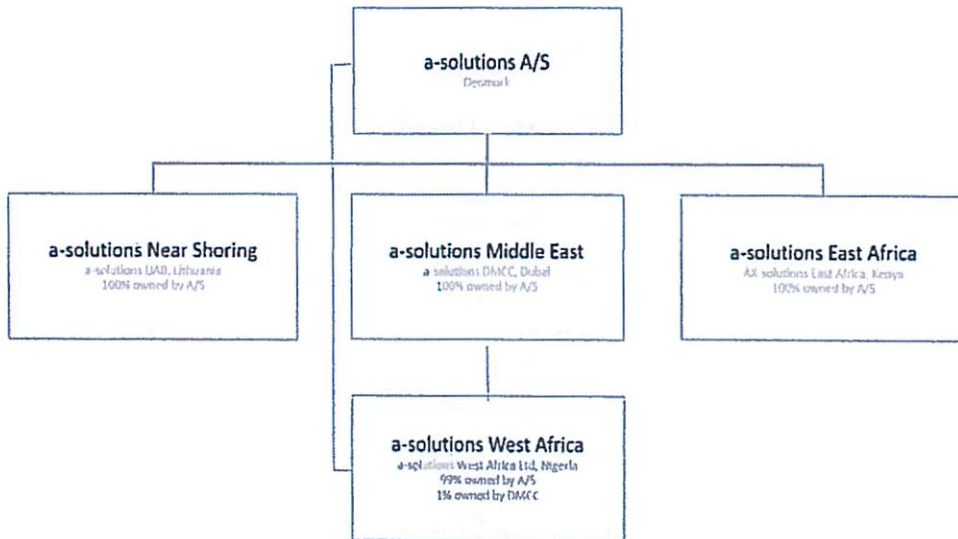 a-solutions A/S
Denmark
a-solutions Near Shoring
a-solutions UAB, Lithuania
100% owned by A/S
a-solutions Middle East
a-solutions DMCC, Dubai
100% owned by A/S
a-solutions East Africa
AX solutions East Africa, Kenya
100% owned by A/S
a-solutions West Africa
a-solutions West Africa Ltd, Nigeria
99% owned by A/S
1% owned by DMCC